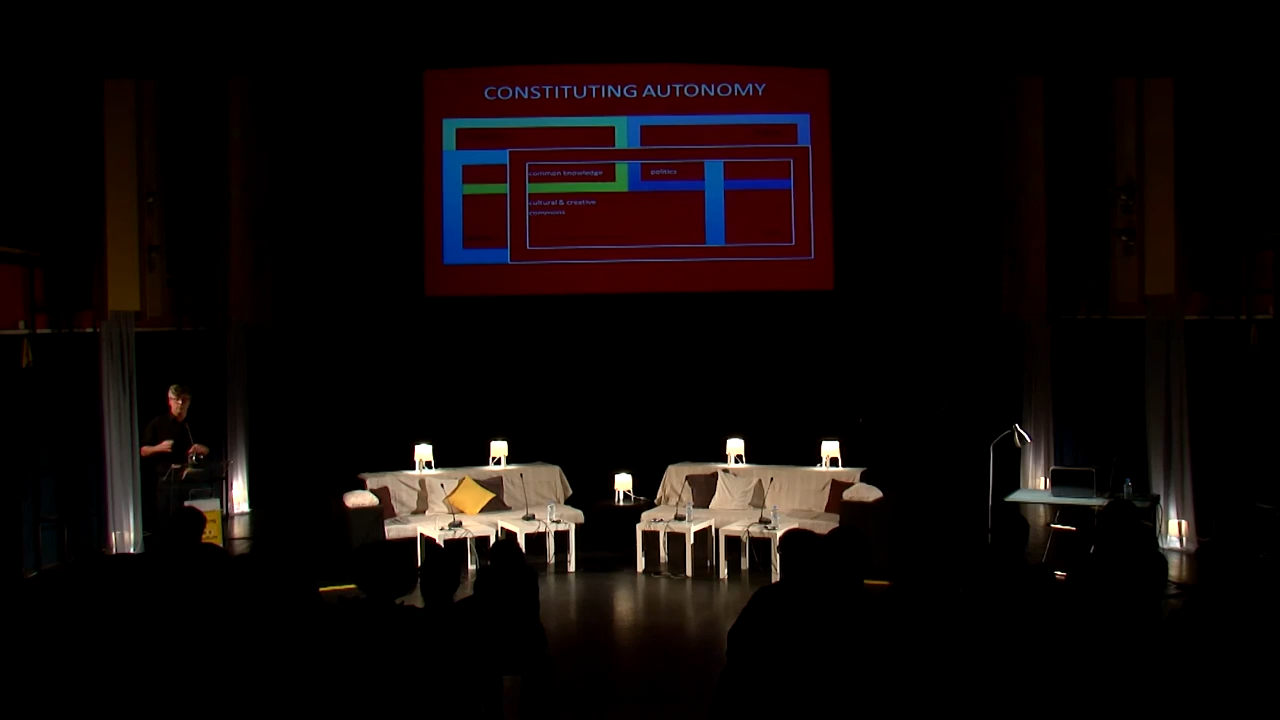 CONSTITUTING AUTONOMY
common knowledge
politics
cultural & creative
commons